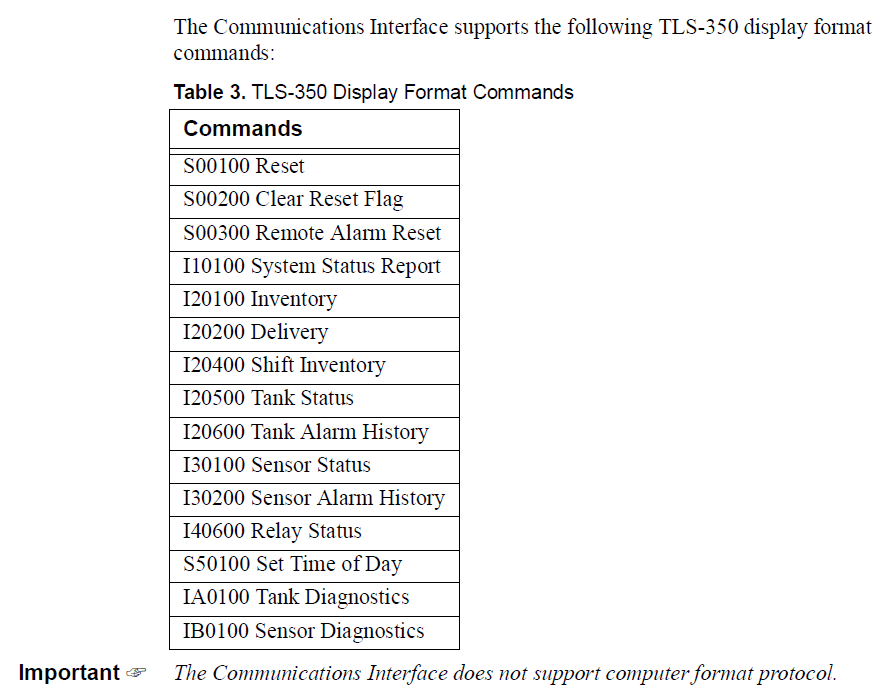 The Communications Interface supports the following TLS-350 display format
commands:
Table 3. TLS-350 Display Format Commands
Commands
S00100 Reset
S00200 Clear Reset Flag
S00300 Remote Alarm Reset
I10100 System Status Report
I20100 Inventory
I20200 Delivery
I20400 Shift Inventory
I20500 Tank Status
I20600 Tank Alarm History
I30100 Sensor Status
I30200 Sensor Alarm History
I40600 Relay Status
S50100 Set Time of Day
IA0100 Tank Diagnostics
IB0100 Sensor Diagnostics
Important ☞ The Communications Interface does not support computer format protocol.